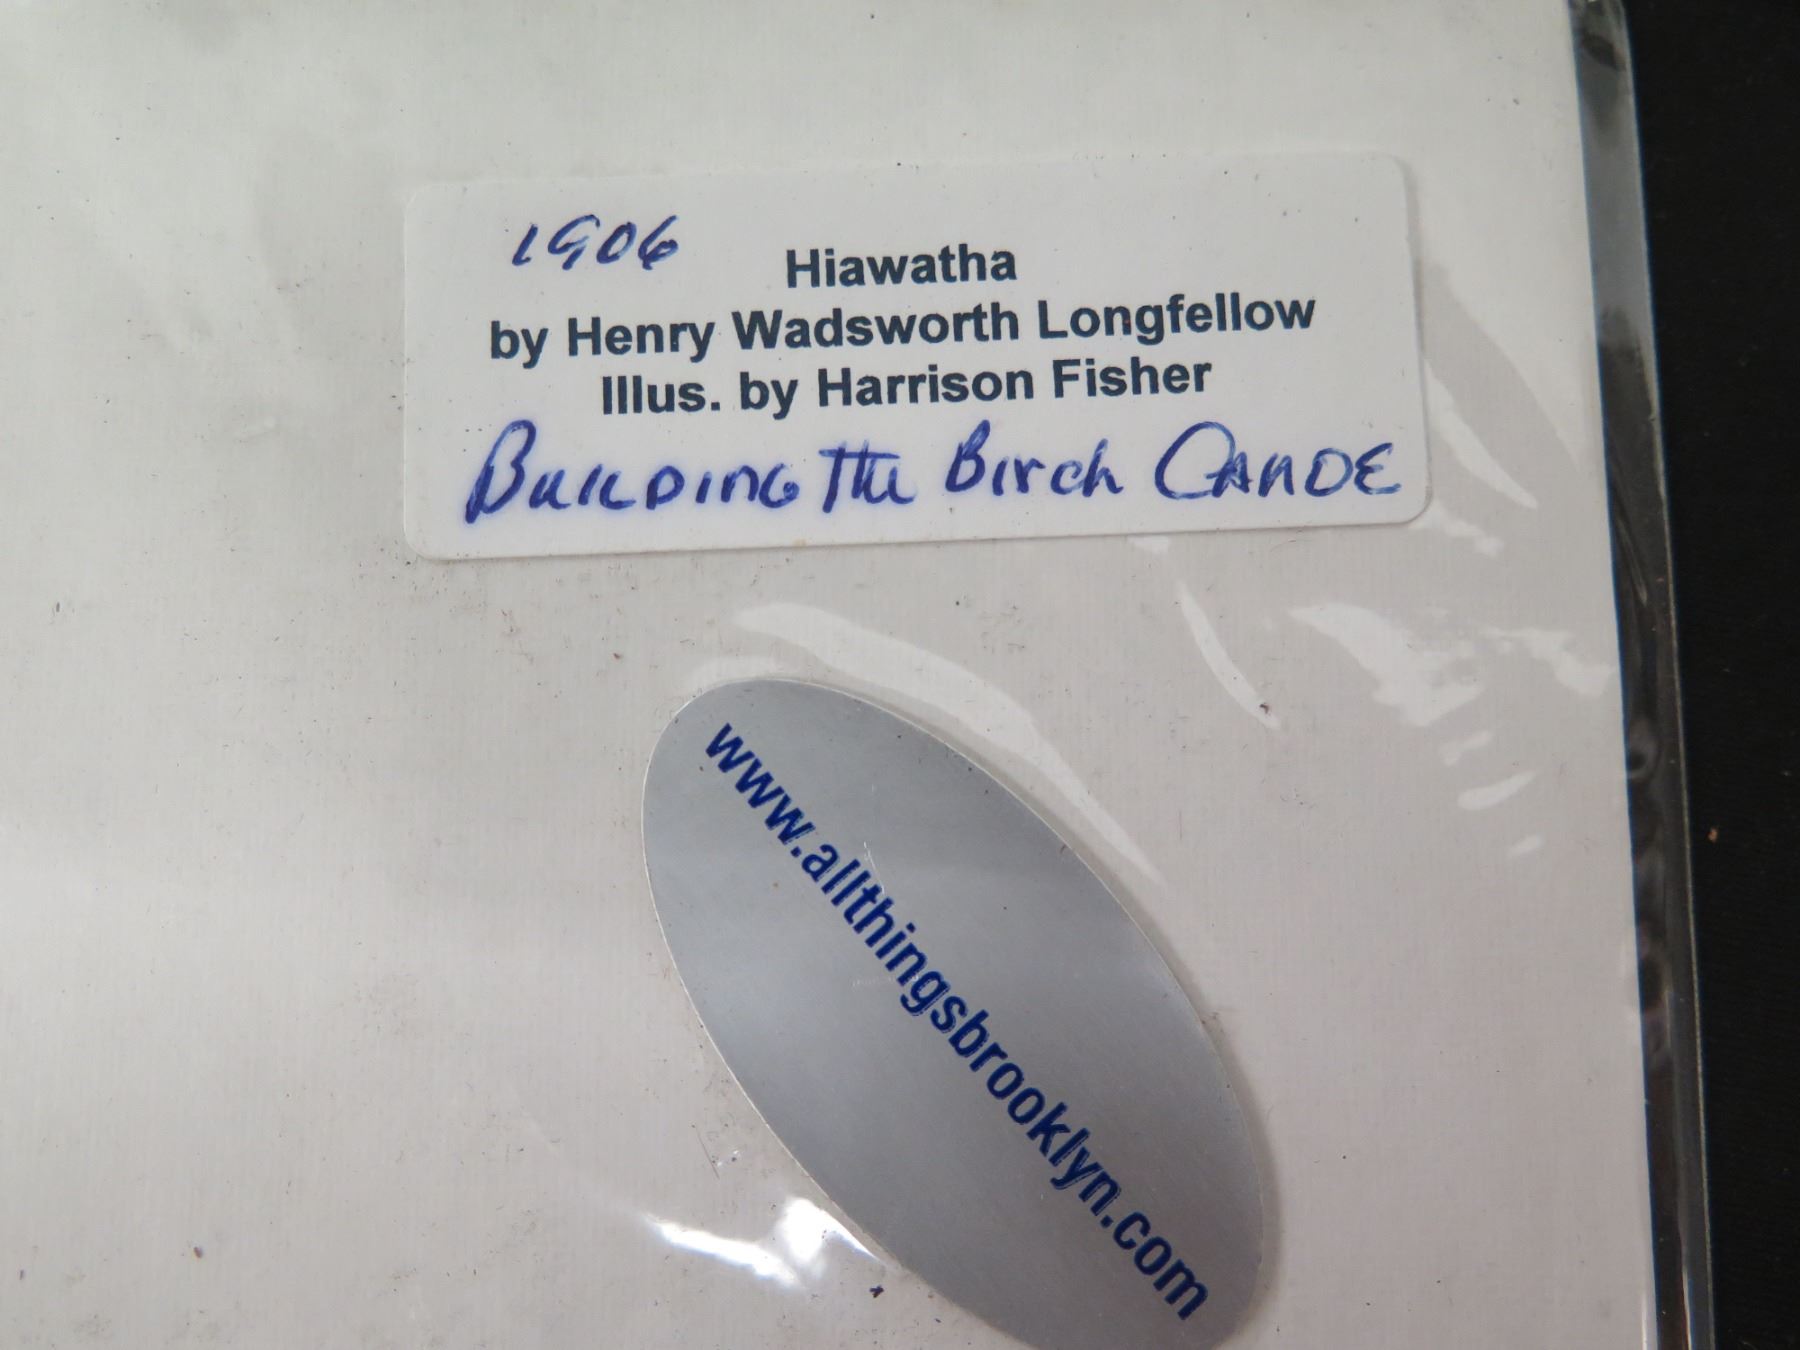 1906
Hiawatha
by Henry Wadsworth Longfellow
Illus. by Harrison Fisher
Building The Birch Canoe
www.allthingsbrooklyn.com